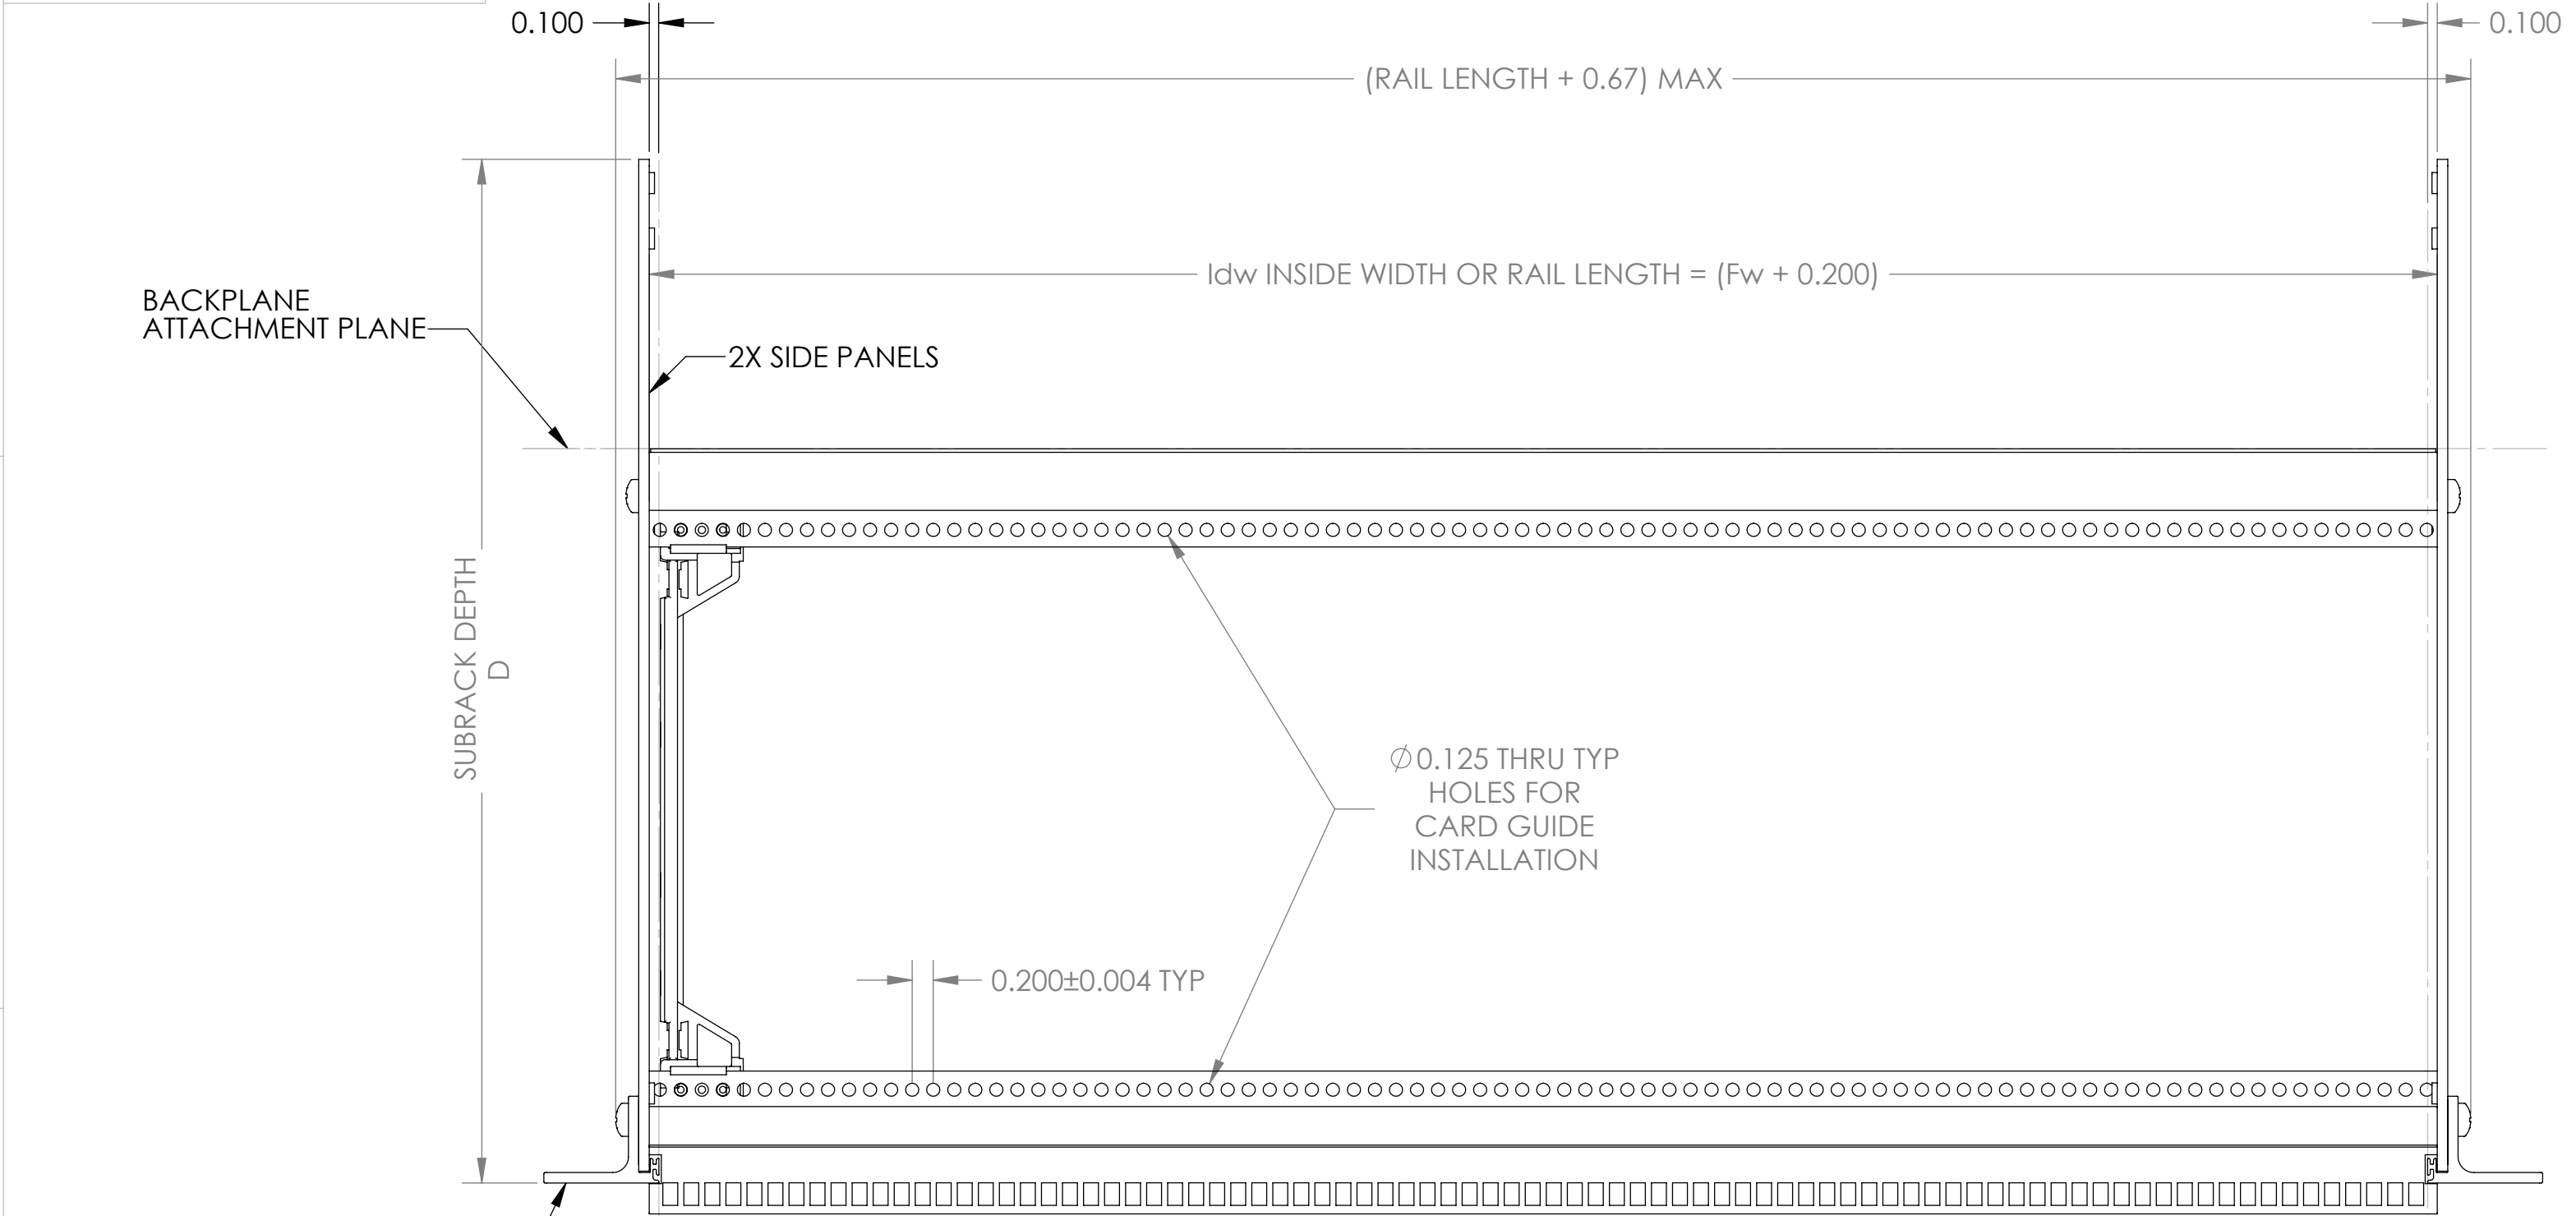 0.100
0.100
(RAIL LENGTH + 0.67) MAX
Idw INSIDE WIDTH OR RAIL LENGTH = (Fw + 0.200)
BACKPLANE
ATTACHMENT PLANE
2X SIDE PANELS
SUBRACK DEPTH
D
∅0.125 THRU TYP
HOLES FOR
CARD GUIDE
INSTALLATION
0.200±0.004 TYP